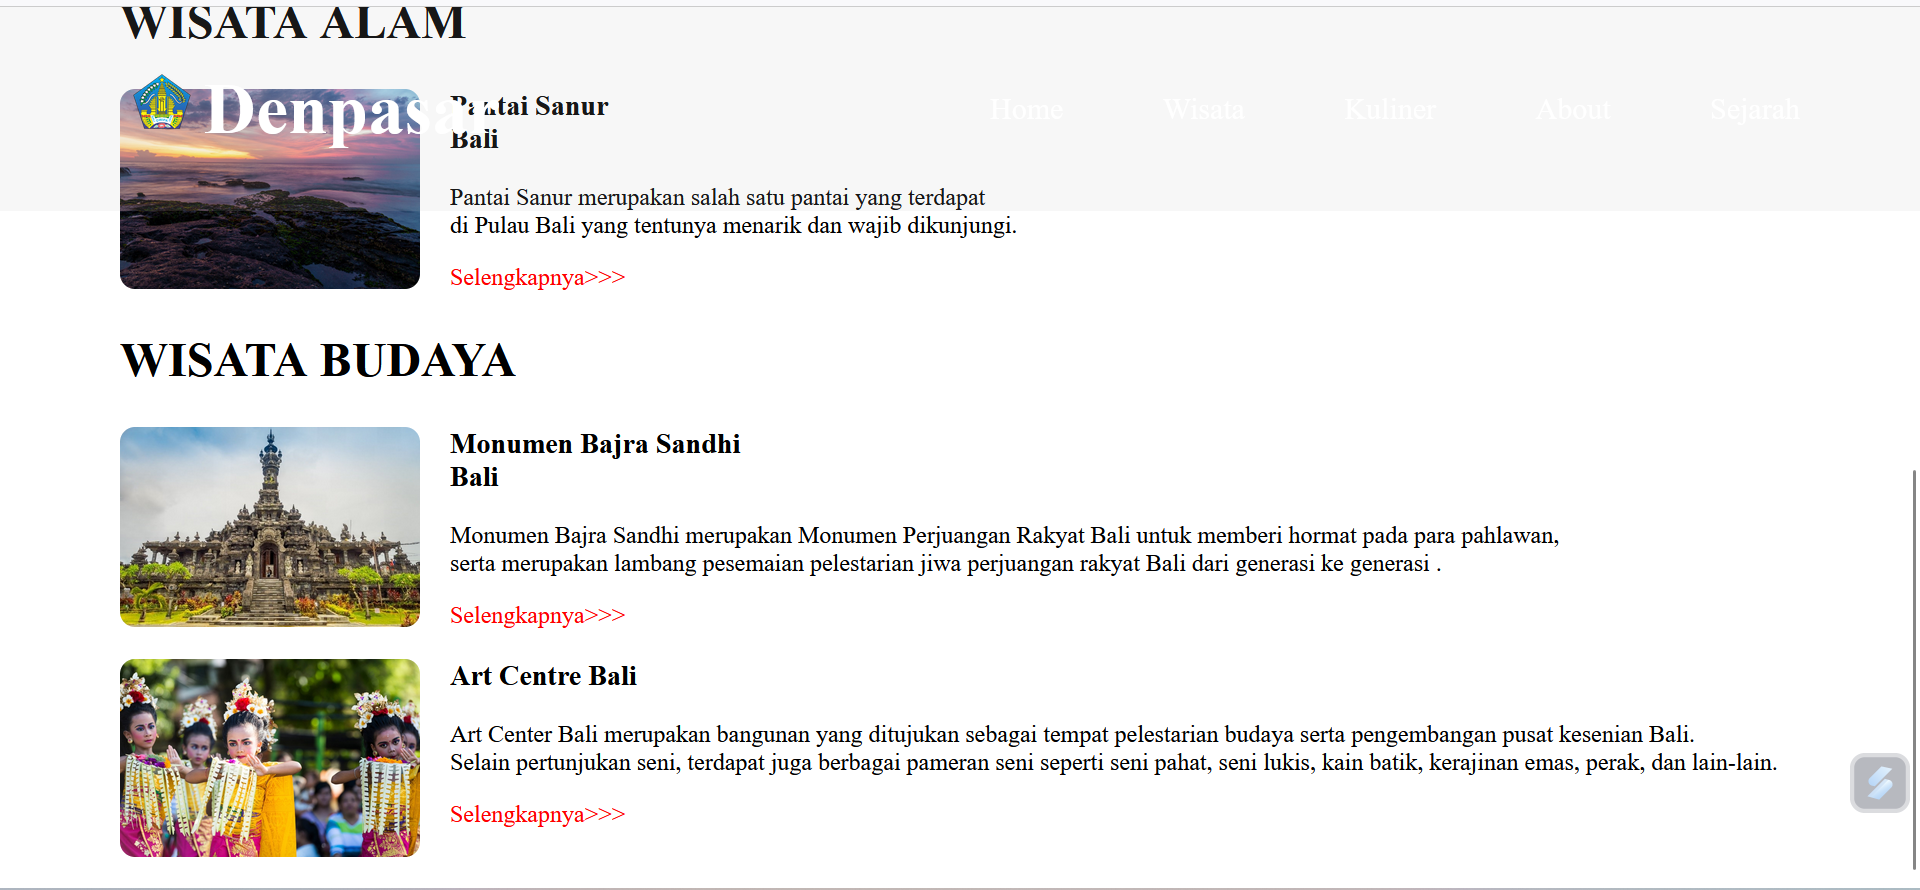 WISATA ALAM
Denpasar
Home
Wisata
Kuliner
About
Sejarah
Pantai Sanur
Bali
Pantai Sanur merupakan salah satu pantai yang terdapat
di Pulau Bali yang tentunya menarik dan wajib dikunjungi.
Selengkapnya>>>
WISATA BUDAYA
Monumen Bajra Sandhi
Bali
Monumen Bajra Sandhi merupakan Monumen Perjuangan Rakyat Bali untuk memberi hormat pada para pahlawan,
serta merupakan lambang pesemaian pelestarian jiwa perjuangan rakyat Bali dari generasi ke generasi .
Selengkapnya>>>
Art Centre Bali
Art Center Bali merupakan bangunan yang ditujukan sebagai tempat pelestarian budaya serta pengembangan pusat kesenian Bali.
Selain pertunjukan seni, terdapat juga berbagai pameran seni seperti seni pahat, seni lukis, kain batik, kerajinan emas, perak, dan lain-lain.
Selengkapnya>>>